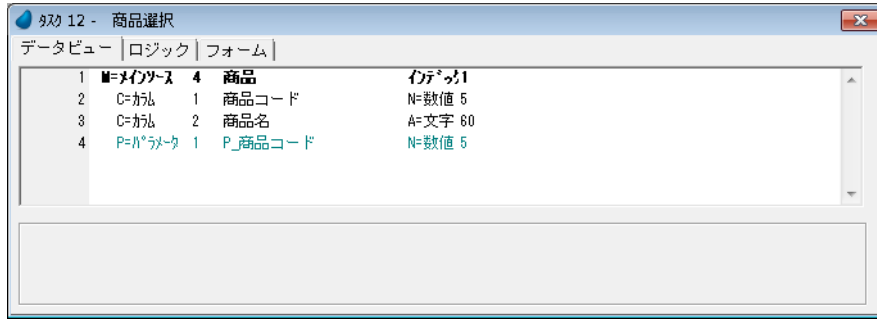 ﾀｽｸ 12 - 商品選択
データビュー ロジック フォーム
1 M=ﾒｲﾝｿｰｽ 4 商品 ｲﾝﾃﾞｯｸｽ:1
2 C=ｶﾗﾑ 1 商品コード N=数値 5
3 C=ｶﾗﾑ 2 商品名 A=文字 60
4 P=ﾊﾟﾗﾒｰﾀ 1 P_商品コード N=数値 5